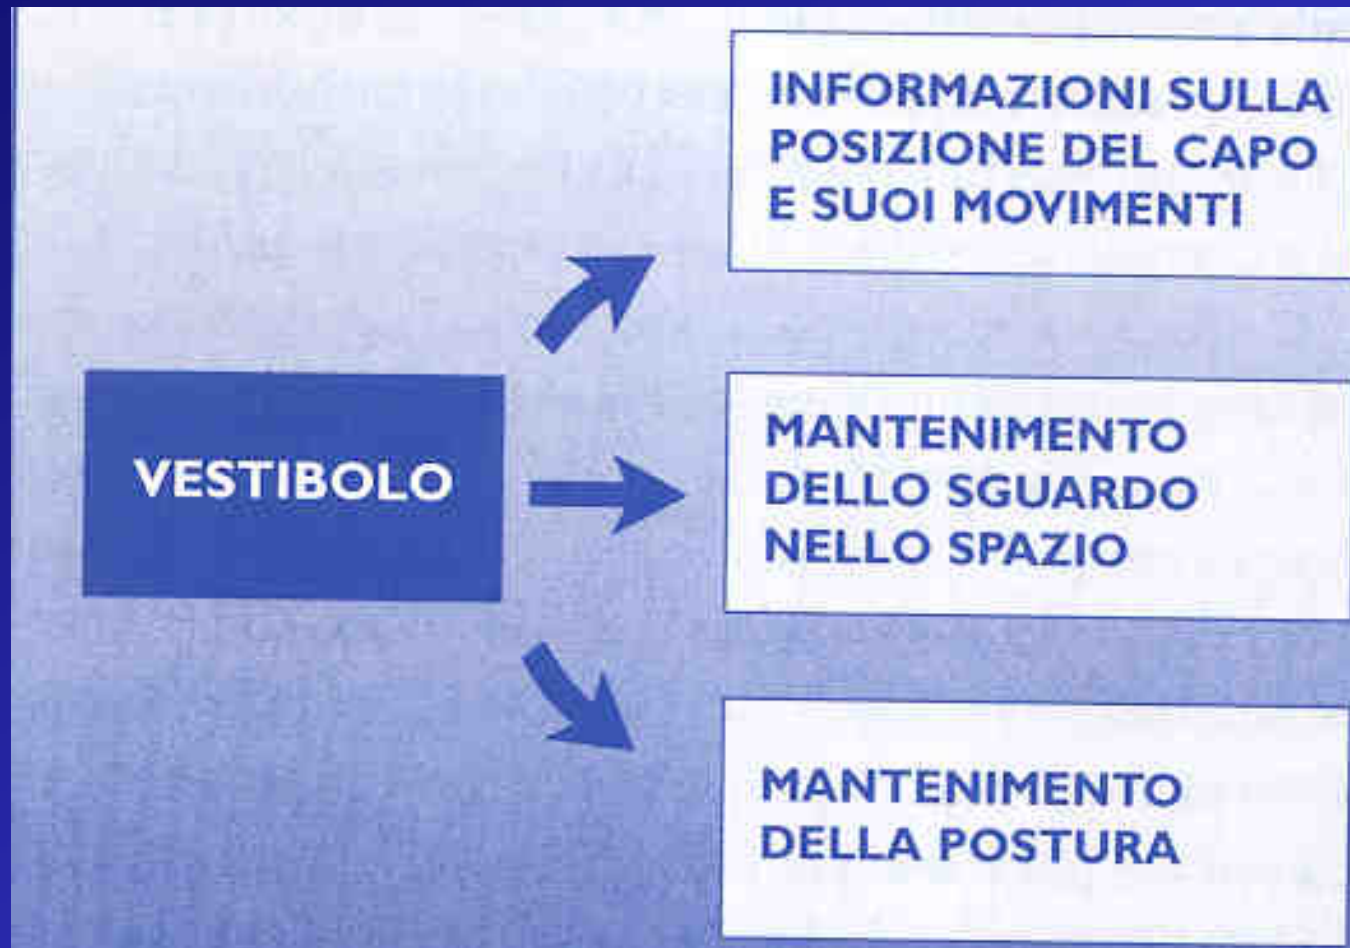 VESTIBOLO
INFORMAZIONI SULLA
POSIZIONE DEL CAPO
E SUOI MOVIMENTI
MANTENIMENTO
DELLO SGUARDO
NELLO SPAZIO
MANTENIMENTO
DELLA POSTURA